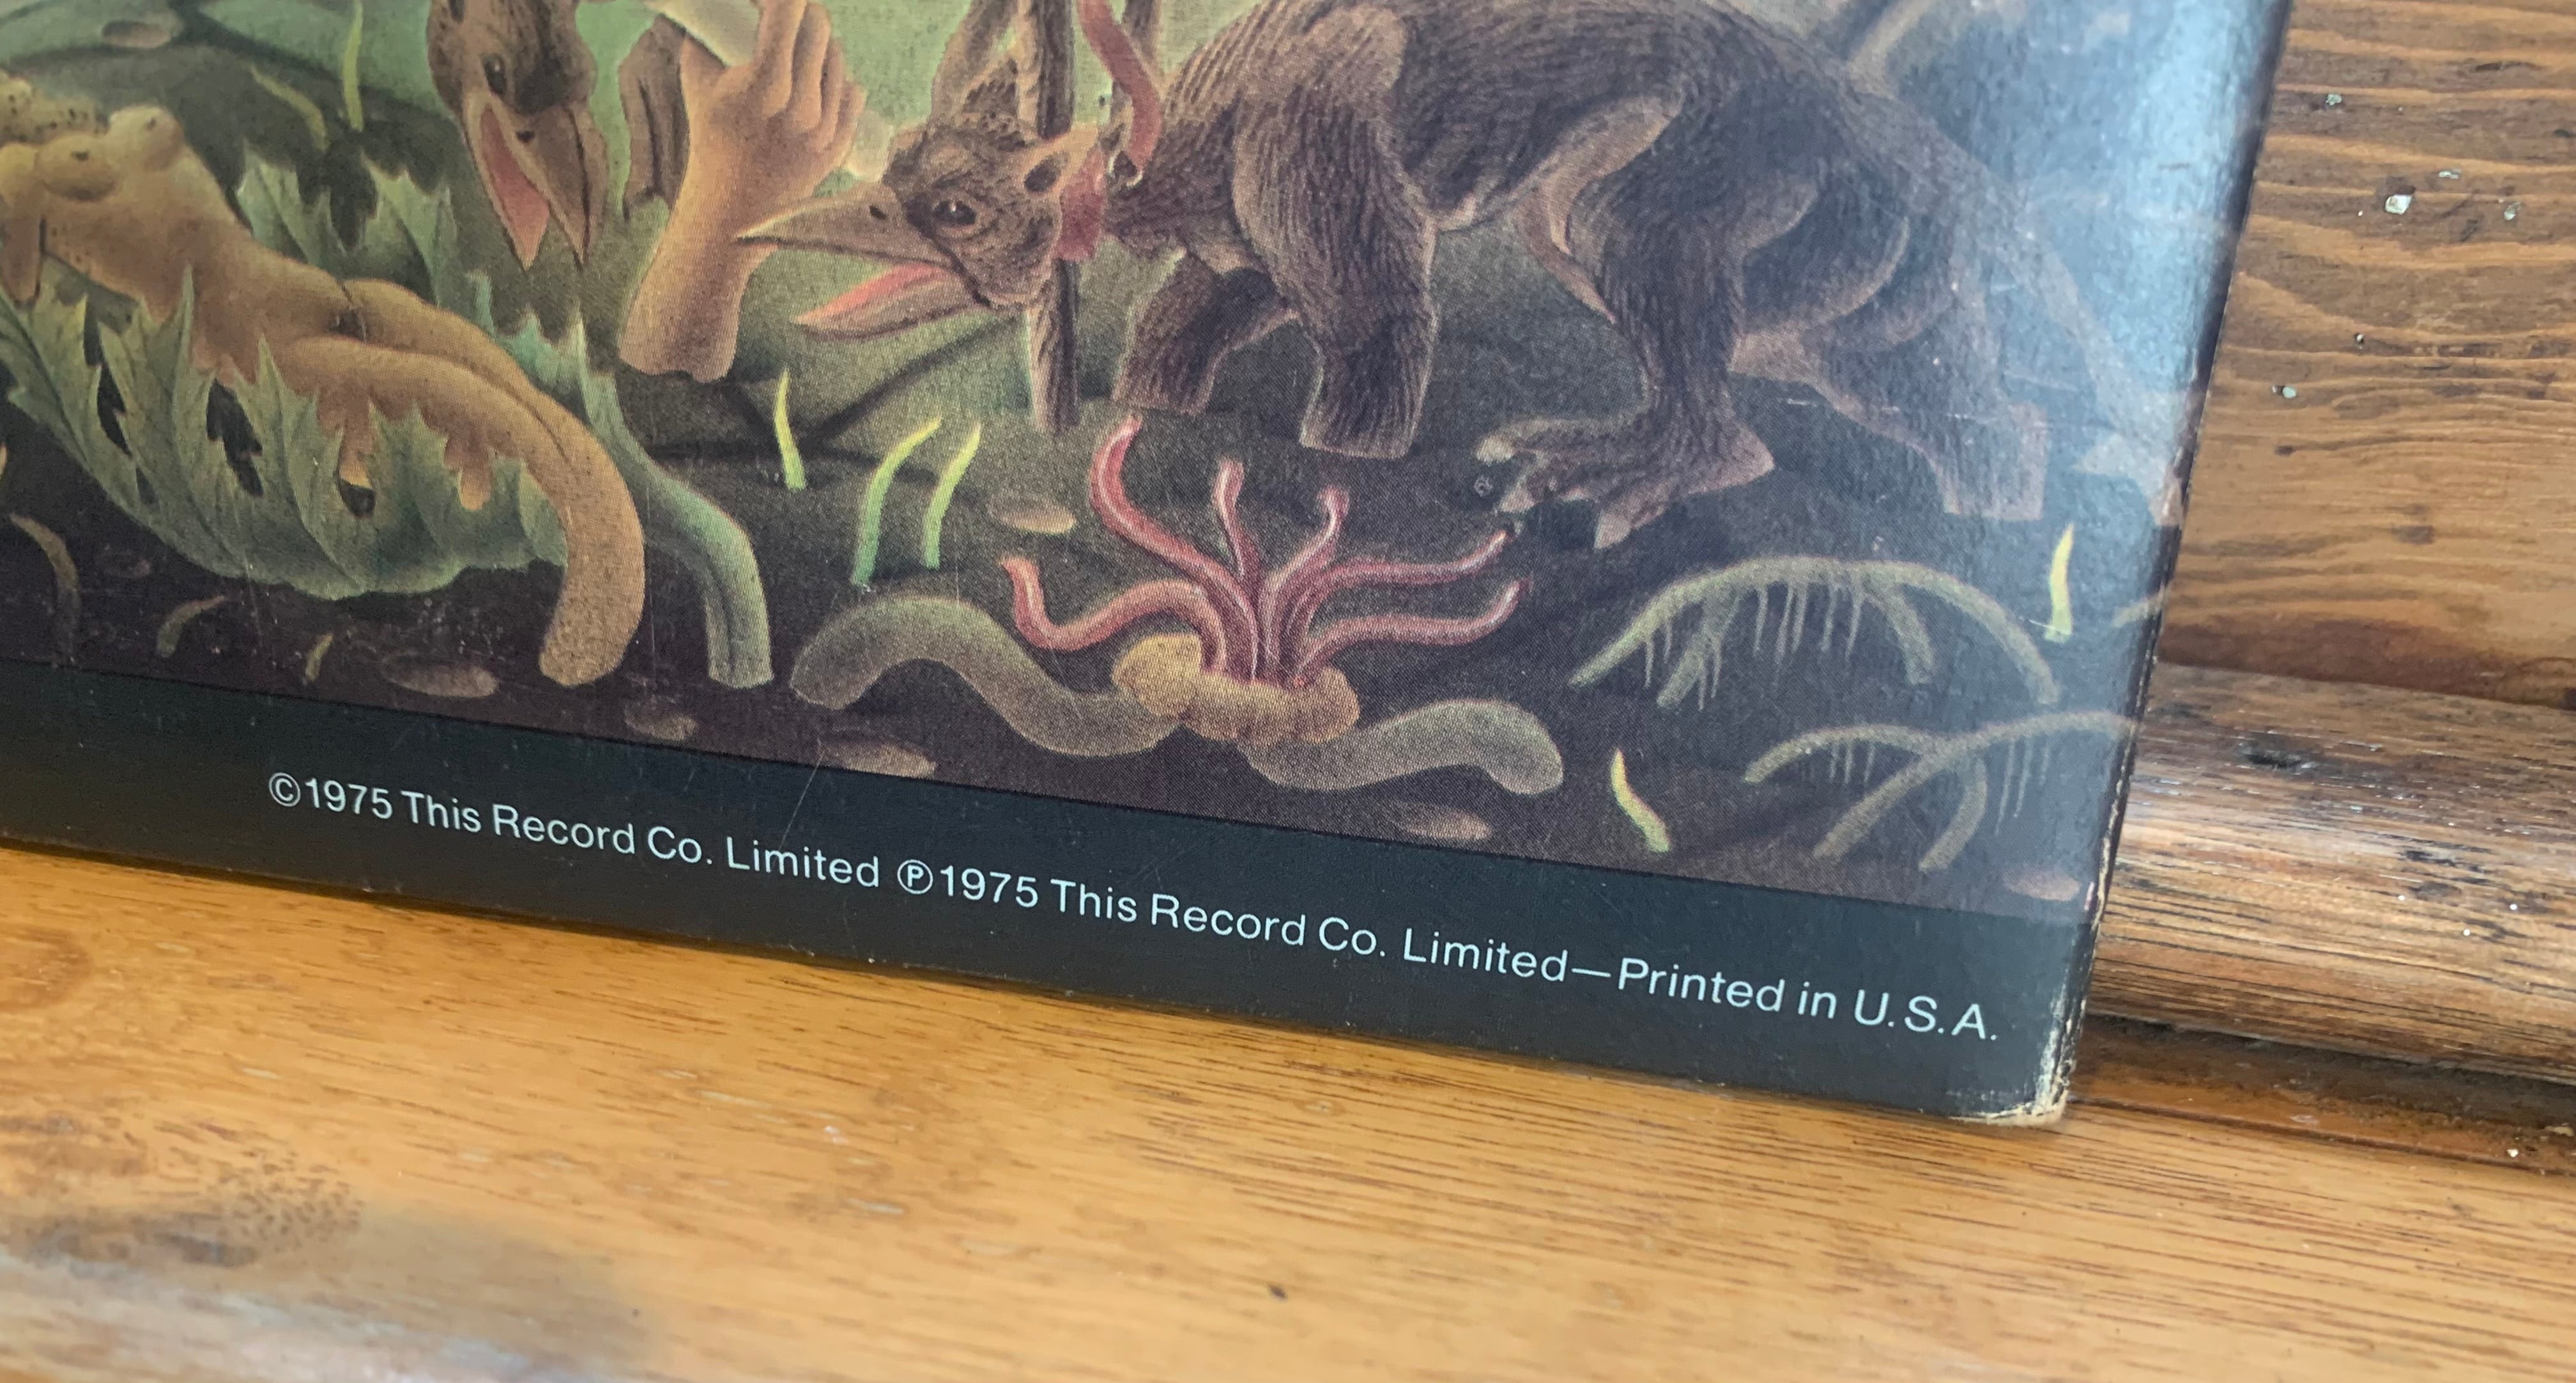 ©1975 This Record Co. Limited ℗1975 This Record Co. Limited—Printed in U.S.A.